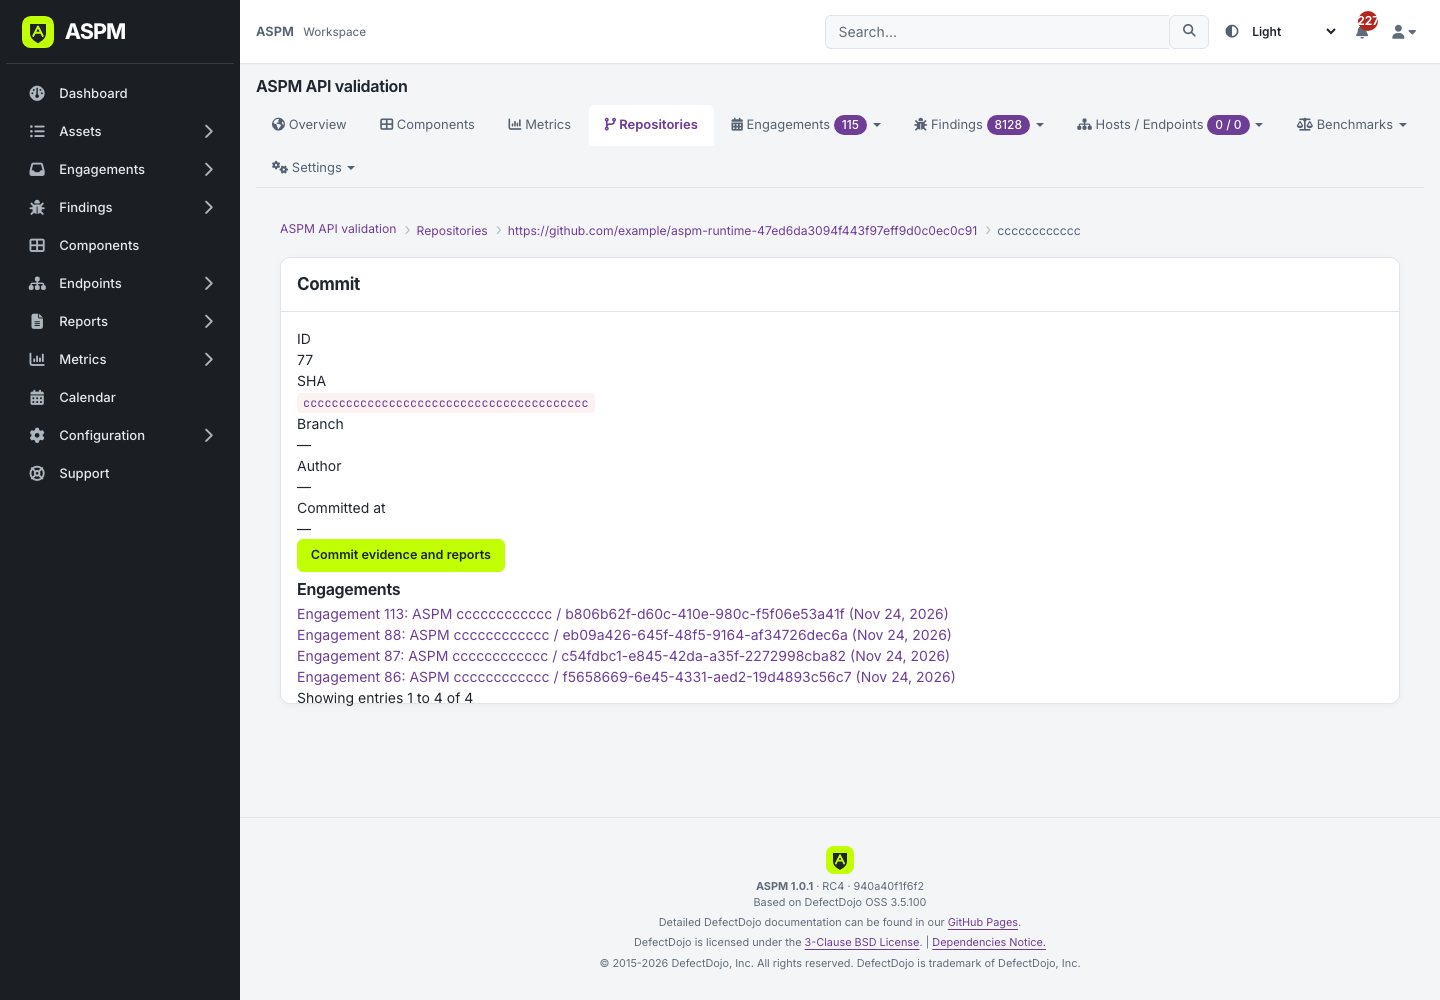 ASPM
ASPM Workspace
Search...
Light
227
Dashboard
Assets
Engagements
Findings
Components
Endpoints
Reports
Metrics
Calendar
Configuration
Support
ASPM API validation
Overview Components Metrics Repositories Engagements 115 Findings 8128 Hosts / Endpoints 0 / 0 Benchmarks
Settings
ASPM API validation Repositories https://github.com/example/aspm-runtime-47ed6da3094f443f97eff9d0c0ec0c91 cccccccccccc
Commit
ID
77
SHA
cccccccccccccccccccccccccccccccccccccccc
Branch
—
Author
—
Committed at
—
Commit evidence and reports
Engagements
Engagement 113: ASPM cccccccccccc / b806b62f-d60c-410e-980c-f5f06e53a41f (Nov 24, 2026)
Engagement 88: ASPM cccccccccccc / eb09a426-645f-48f5-9164-af34726dec6a (Nov 24, 2026)
Engagement 87: ASPM cccccccccccc / c54fdbc1-e845-42da-a35f-2272998cba82 (Nov 24, 2026)
Engagement 86: ASPM cccccccccccc / f5658669-6e45-4331-aed2-19d4893c56c7 (Nov 24, 2026)
Showing entries 1 to 4 of 4
ASPM 1.0.1 · RC4 · 940a40f1f6f2
Based on DefectDojo OSS 3.5.100
Detailed DefectDojo documentation can be found in our GitHub Pages.
DefectDojo is licensed under the 3-Clause BSD License. | Dependencies Notice.
© 2015-2026 DefectDojo, Inc. All rights reserved. DefectDojo is trademark of DefectDojo, Inc.